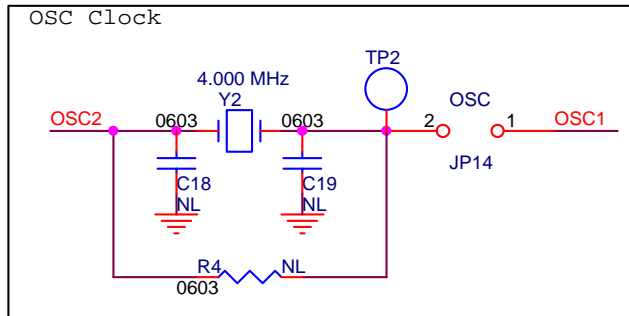 OSC Clock
4.000 MHz
Y2
TP2
OSC2
0603
0603
2
OSC
1
OSC1
JP14
C18
NL
C19
NL
R4
NL
0603